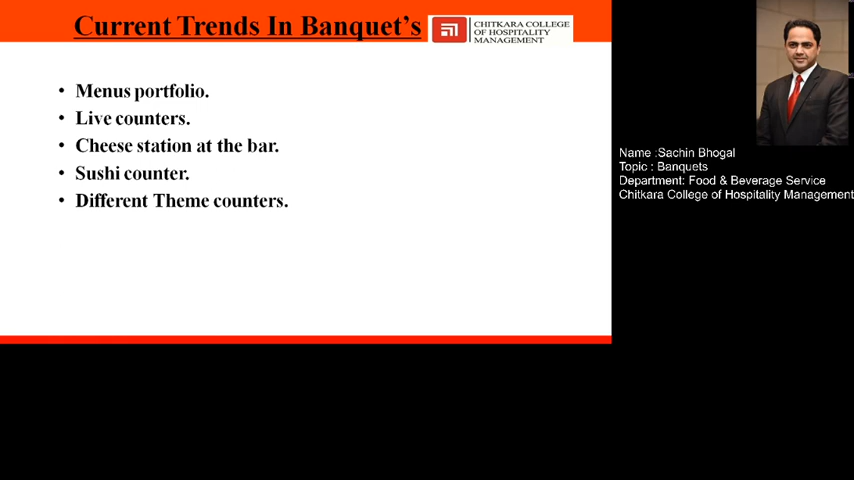 Current Trends In Banquet's
CHITKARA COLLEGE
OF HOSPITALITY
MANAGEMENT
• Menus portfolio.
• Live counters.
• Cheese station at the bar.
• Sushi counter.
• Different Theme counters.
Name :Sachin Bhogal
Topic : Banquets
Department: Food & Beverage Service
Chitkara College of Hospitality Management